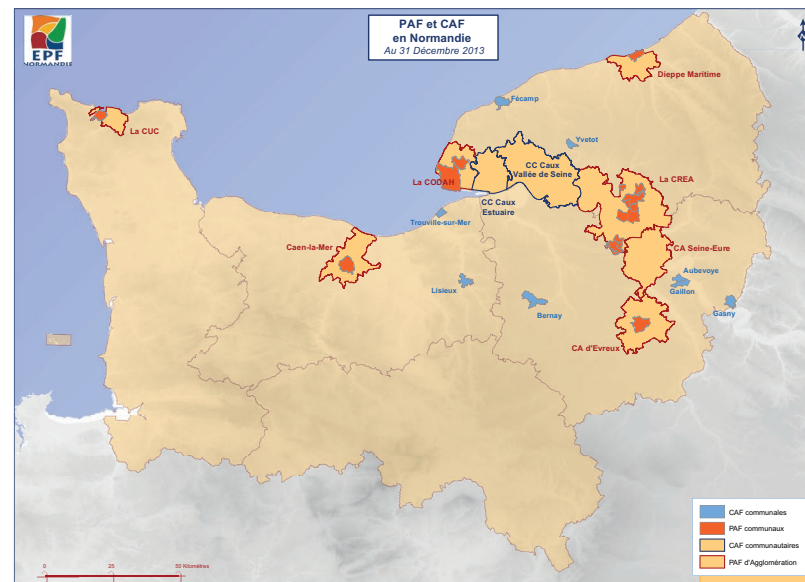 EPF
NORMANDIE
PAF et CAF
en Normandie
Au 31 Décembre 2013
Dieppe Maritime
Fécamp
La CUC
Yvetot
CC Caux
Vallée de Seine
La CODAH
La CREA
CC Caux
Estuaire
Trouville-sur-Mer
Caen-la-Mer
CA Seine-Eure
Aubevoye
Gaillon
Lisieux
Bernay
Gasny
CA d'Evreux
CAF communales
PAF communaux
CAF communautaires
PAF d'Agglomération
0
25
50 Kilomètres